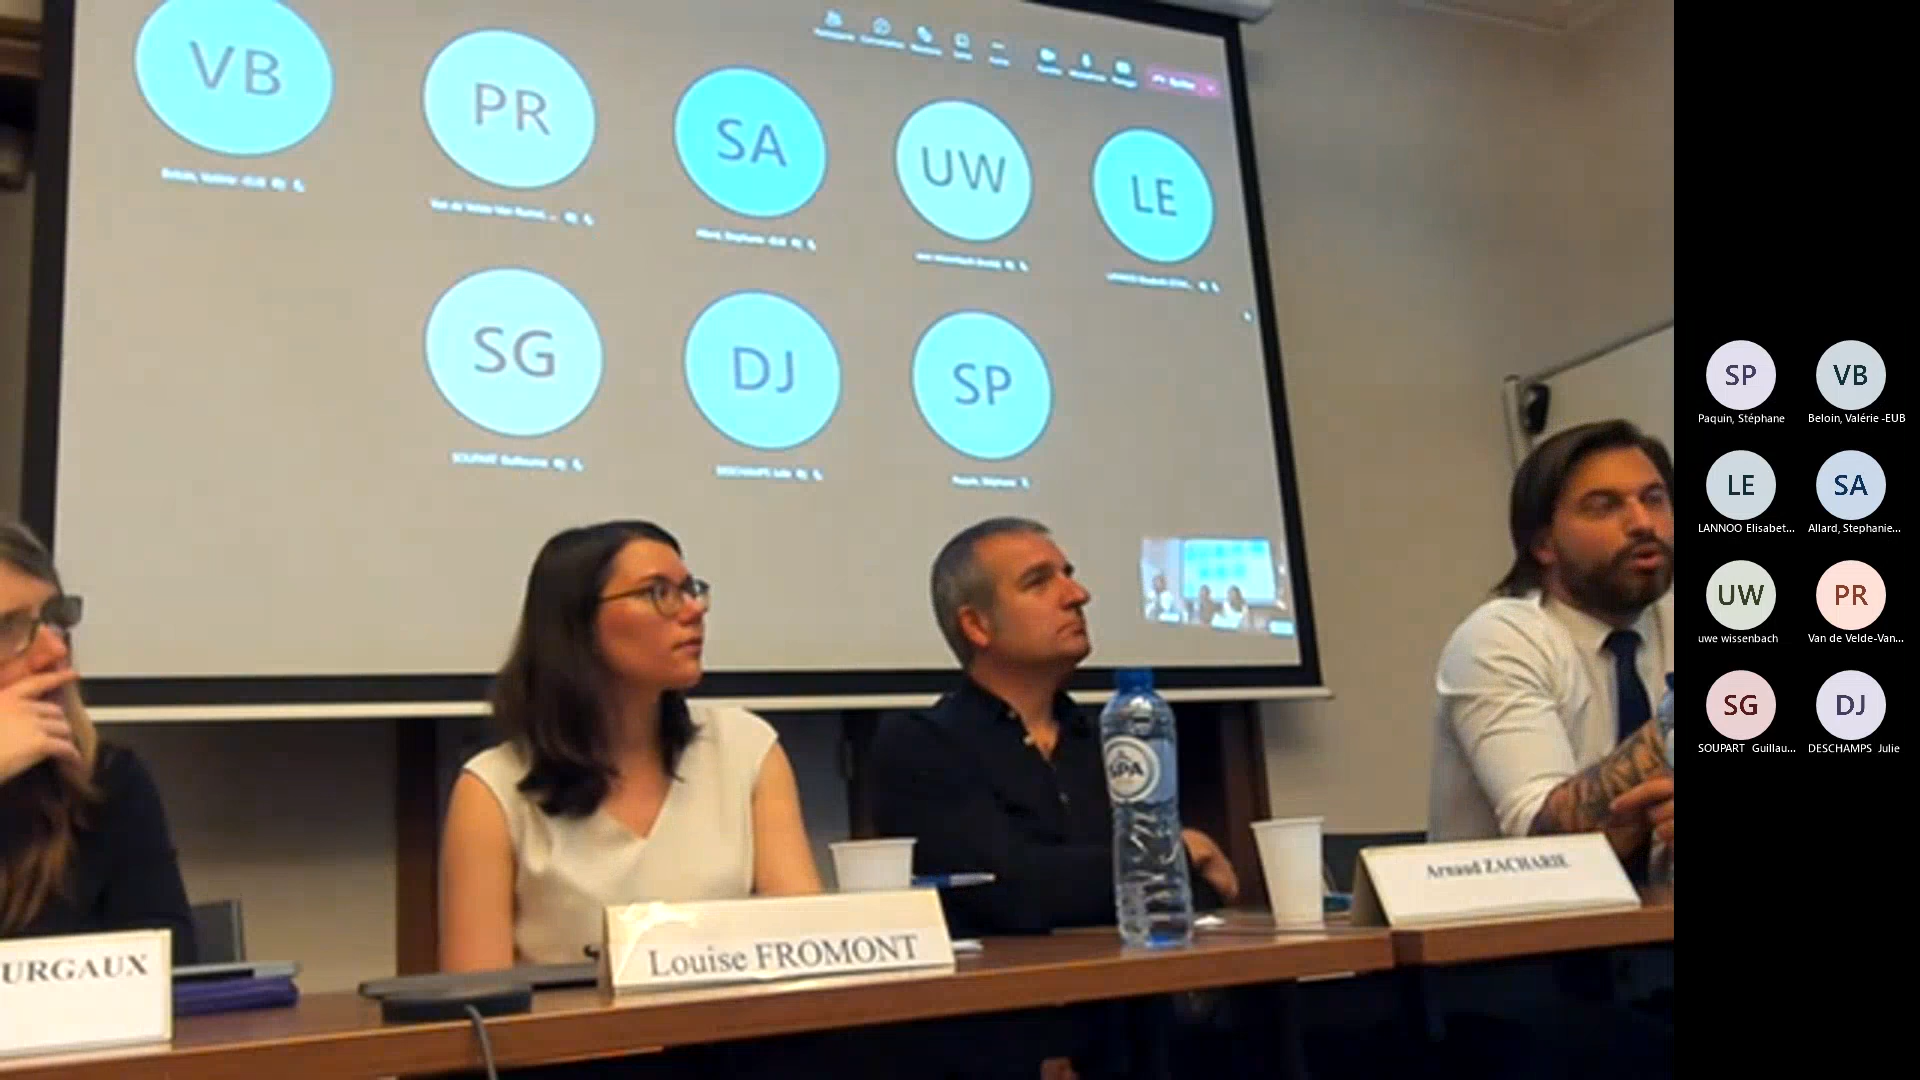 VB
PR
SA
UW
LE
SG
DJ
SP
SPA
URGAUX
Louise FROMONT
Arnaud ZACHARIE
SP
VB
Paquin, Stéphane
Beloin, Valérie -EUB
LE
SA
LANNOO Elisabet...
Allard, Stephanie...
UW
PR
uwe wissenbach
Van de Velde-Van...
SG
DJ
SOUPART Guillau...
DESCHAMPS Julie